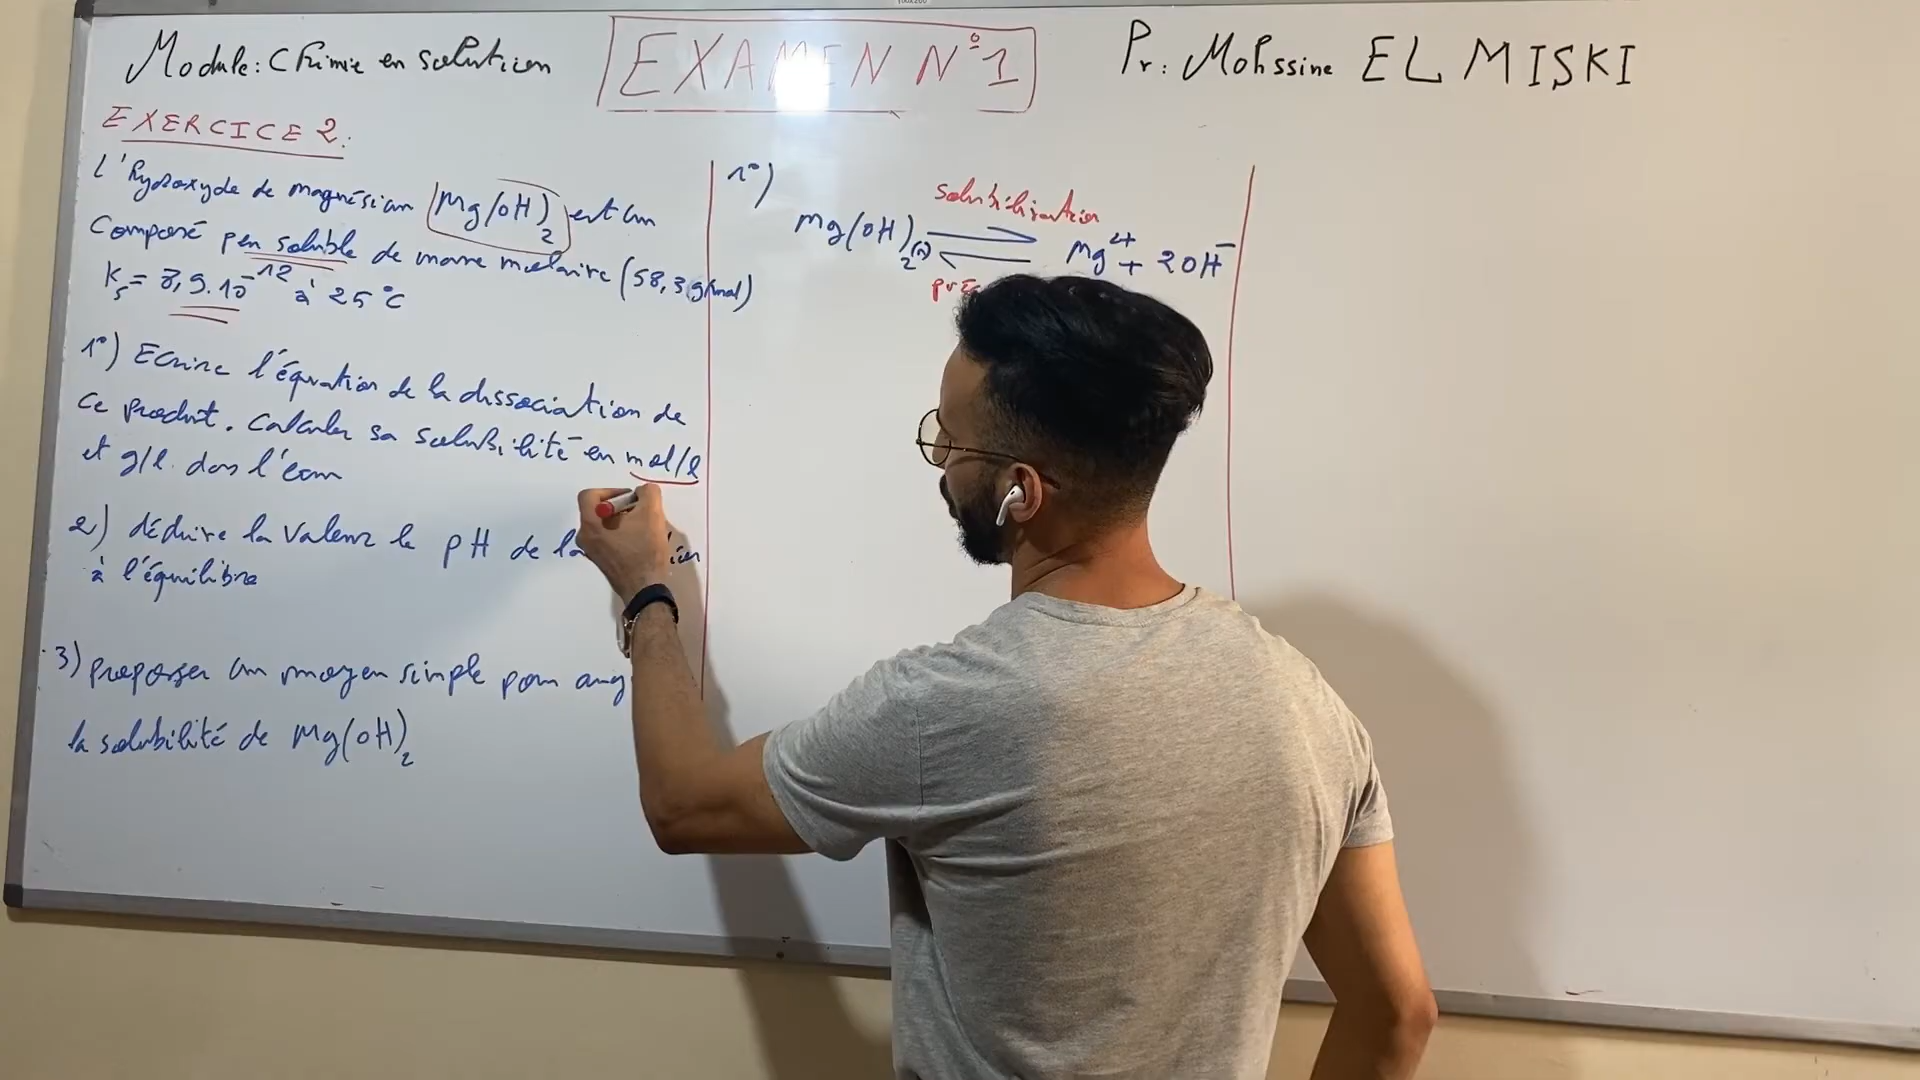 Module: Chimie en solution
EXAMEN N°1
Pr: Mohssine EL MISKI
EXERCICE 2:
L'hydroxyde de magnésium (Mg(OH)2) est un
Composé peu soluble de masse molaire (58,3 g/mol)
Ks = 8,9.10^-12 à 25°C
1°) Ecrire l'équation de la dissociation de
ce produit. Calculer sa solubilité en mol/l
et g/l. dans l'eau
2) déduire la valeur le pH de la
à l'équilibre
3) proposer un moyen simple pour aug
la solubilité de Mg(OH)2
1°)
solubilisation
Mg(OH)2(s) ⇌ Mg2+ + 2OH-
pré